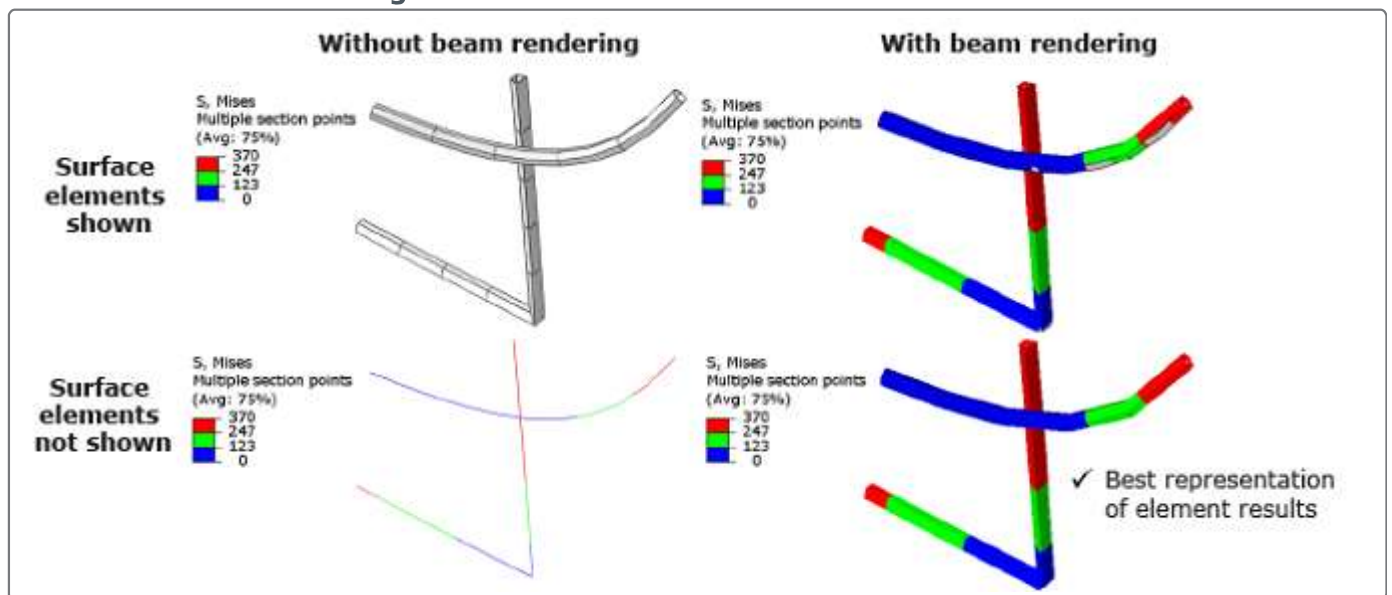 Without beam rendering
With beam rendering
S, Mises
Multiple section points
(Avg: 75%)
370
247
123
0
S, Mises
Multiple section points
(Avg: 75%)
370
247
123
0
Surface
elements
shown
S, Mises
Multiple section points
(Avg: 75%)
370
247
123
0
S, Mises
Multiple section points
(Avg: 75%)
370
247
123
0
Surface
elements
not shown
✓ Best representation
of element results